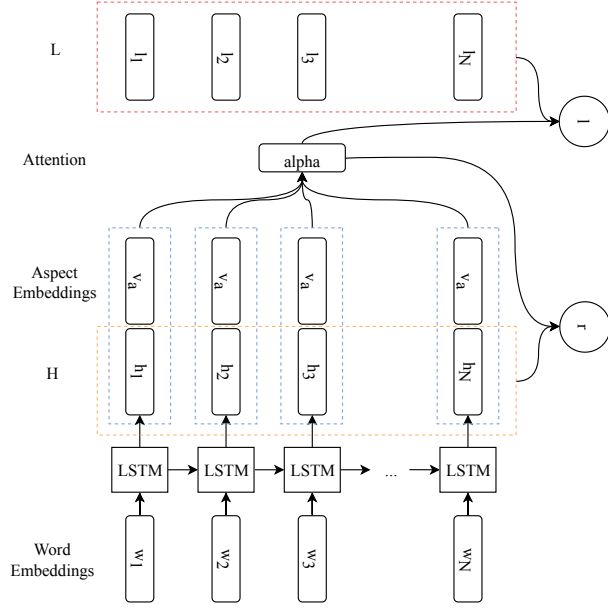 L l1 l2 l3 lN
l
Attention alpha
Aspect
Embeddings va va va va
r
H h1 h2 h3 hN
LSTM LSTM LSTM ... LSTM
Word
Embeddings w1 w2 w3 wN